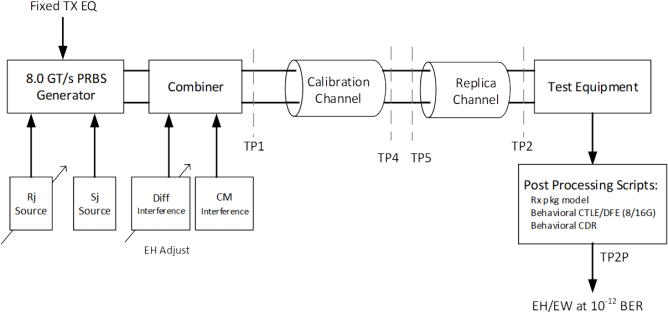 Fixed TX EQ
8.0 GT/s PRBS
Generator
Combiner
Calibration
Channel
Replica
Channel
Test Equipment
TP1
TP4
TP5
TP2
Rj
Source
Sj
Source
Diff
Interference
CM
Interference
EH Adjust
Post Processing Scripts:
Rx pkg model
Behavioral CTLE/DFE (8/16G)
Behavioral CDR
TP2P
EH/EW at 10-12 BER